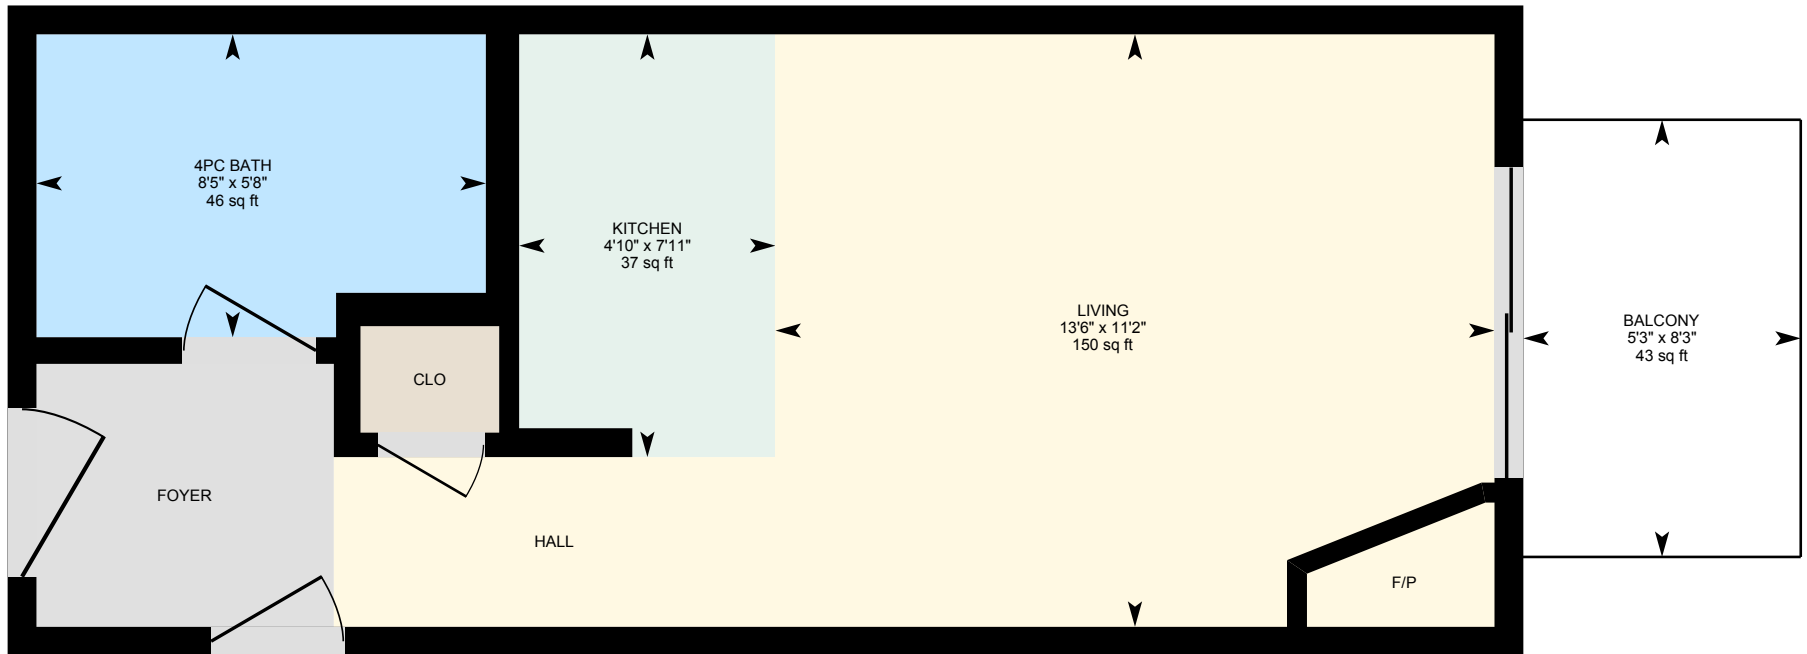 4PC BATH
8'5" x 5'8"
46 sq ft
KITCHEN
4'10" x 7'11"
37 sq ft
LIVING
13'6" x 11'2"
150 sq ft
BALCONY
5'3" x 8'3"
43 sq ft
CLO
FOYER
HALL
F/P